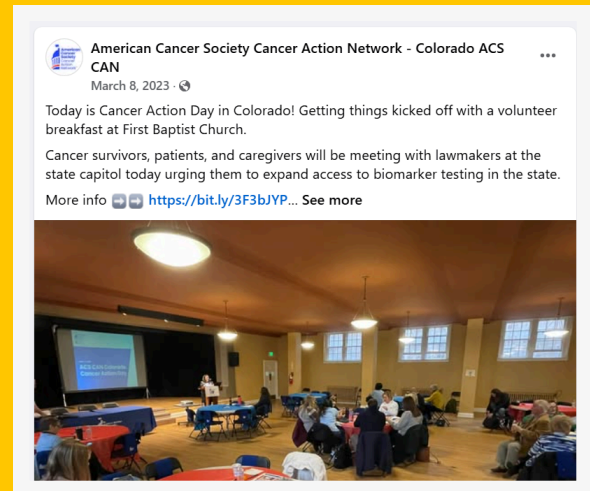 American Cancer Society Cancer Action Network - Colorado ACS
CAN
March 8, 2023 ·
Today is Cancer Action Day in Colorado! Getting things kicked off with a volunteer
breakfast at First Baptist Church.
Cancer survivors, patients, and caregivers will be meeting with lawmakers at the
state capitol today urging them to expand access to biomarker testing in the state.
More info ➡️➡️ https://bit.ly/3F3bJYP... See more
ACS CAN Colorado
Cancer Action Day